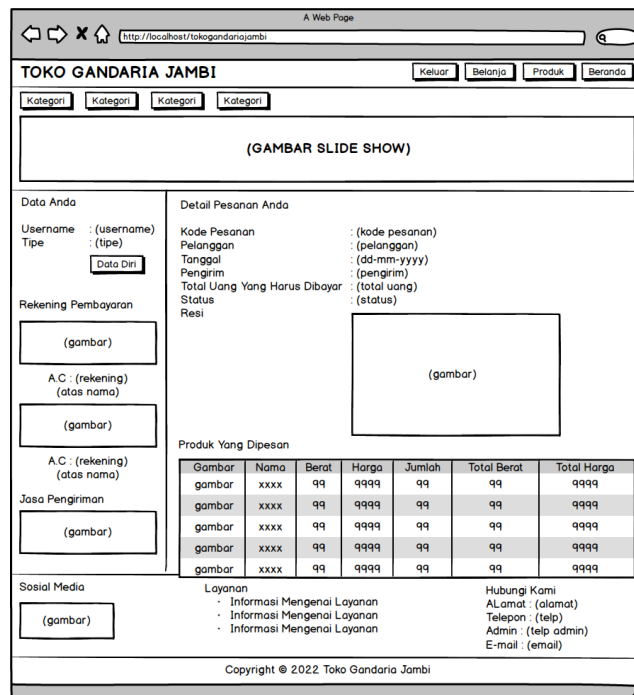 A Web Page
http://localhost/tokogandariajambi
TOKO GANDARIA JAMBI
Keluar Belanja Produk Beranda
Kategori Kategori Kategori Kategori
(GAMBAR SLIDE SHOW)
Data Anda
Username : (username)
Tipe : (tipe)
Data Diri
Rekening Pembayaran
(gambar)
A.C : (rekening)
(atas nama)
(gambar)
A.C : (rekening)
(atas nama)
Jasa Pengiriman
(gambar)
Detail Pesanan Anda
Kode Pesanan : (kode pesanan)
Pelanggan : (pelanggan)
Tanggal : (dd-mm-yyyy)
Pengirim : (pengirim)
Total Uang Yang Harus Dibayar : (total uang)
Status : (status)
Resi
(gambar)
Produk Yang Dipesan
Gambar Nama Berat Harga Jumlah Total Berat Total Harga
gambar xxxx 99 9999 99 99 9999
gambar xxxx 99 9999 99 99 9999
gambar xxxx 99 9999 99 99 9999
gambar xxxx 99 9999 99 99 9999
gambar xxxx 99 9999 99 99 9999
Sosial Media
(gambar)
Layanan
· Informasi Mengenai Layanan
· Informasi Mengenai Layanan
· Informasi Mengenai Layanan
Hubungi Kami
ALamat : (alamat)
Telepon : (telp)
Admin : (telp admin)
E-mail : (email)
Copyright © 2022 Toko Gandaria Jambi